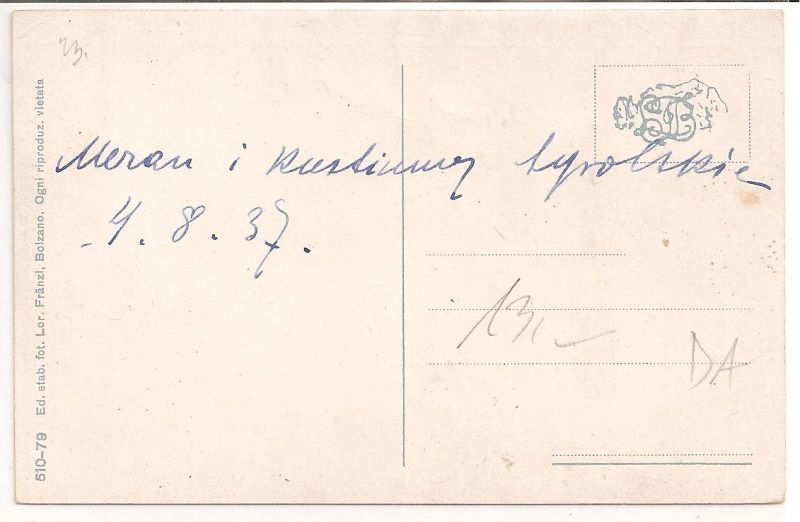 23.
Meran i kostiumy tyrolskie
4.8.37.
13,-
DA
510-79 Ed. stab. fot. Lor. Fränzl, Bolzano. Ogni riproduz. vietata